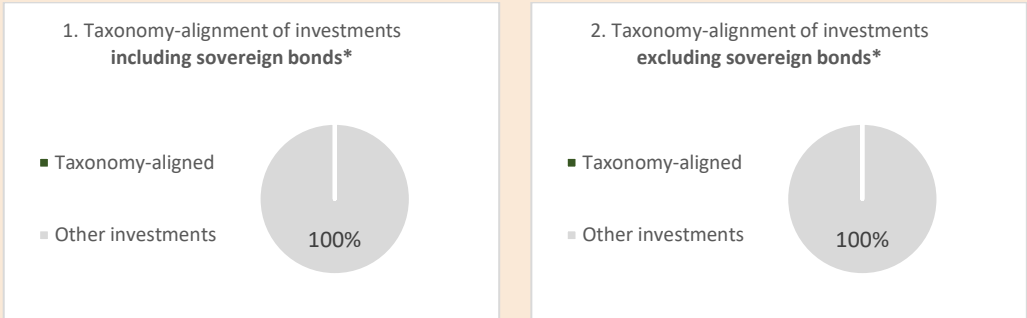 1. Taxonomy-alignment of investments
including sovereign bonds*
Taxonomy-aligned
Other investments
100%
2. Taxonomy-alignment of investments
excluding sovereign bonds*
Taxonomy-aligned
Other investments
100%